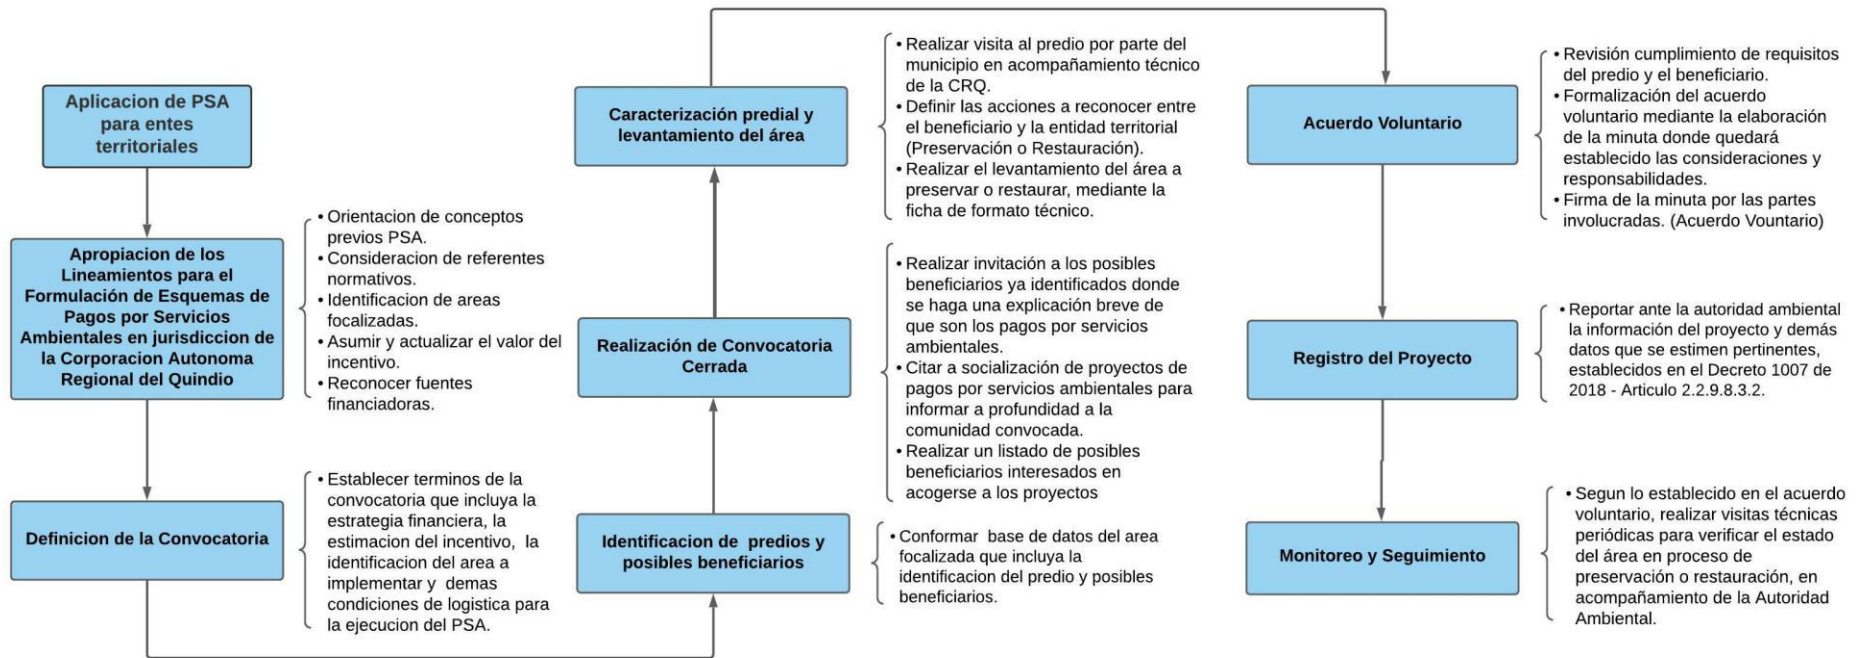 Aplicacion de PSA
para entes
territoriales
Apropiacion de los
Lineamientos para el
Formulación de Esquemas de
Pagos por Servicios
Ambientales en jurisdiccion de
la Corporacion Autonoma
Regional del Quindio
• Orientacion de conceptos
previos PSA.
• Consideracion de referentes
normativos.
• Identificacion de areas
focalizadas.
• Asumir y actualizar el valor del
incentivo.
• Reconocer fuentes
financiadoras.
Definicion de la Convocatoria
• Establecer terminos de la
convocatoria que incluya la
estrategia financiera, la
estimacion del incentivo, la
identificacion del area a
implementar y demas
condiciones de logistica para
la ejecucion del PSA.
Identificacion de predios y
posibles beneficiarios
• Conformar base de datos del area
focalizada que incluya la
identificacion del predio y posibles
beneficiarios.
Realización de Convocatoria
Cerrada
• Realizar invitación a los posibles
beneficiarios ya identificados donde
se haga una explicación breve de
que son los pagos por servicios
ambientales.
• Citar a socialización de proyectos de
pagos por servicios ambientales para
informar a profundidad a la
comunidad convocada.
• Realizar un listado de posibles
beneficiarios interesados en
acogerse a los proyectos
Caracterización predial y
levantamiento del área
• Realizar visita al predio por parte del
municipio en acompañamiento técnico
de la CRQ.
• Definir las acciones a reconocer entre
el beneficiario y la entidad territorial
(Preservación o Restauración).
• Realizar el levantamiento del área a
preservar o restaurar, mediante la
ficha de formato técnico.
Acuerdo Voluntario
• Revisión cumplimiento de requisitos
del predio y el beneficiario.
• Formalización del acuerdo
voluntario mediante la elaboración
de la minuta donde quedará
establecido las consideraciones y
responsabilidades.
• Firma de la minuta por las partes
involucradas. (Acuerdo Vountario)
Registro del Proyecto
• Reportar ante la autoridad ambiental
la información del proyecto y demás
datos que se estimen pertinentes,
establecidos en el Decreto 1007 de
2018 - Articulo 2.2.9.8.3.2.
Monitoreo y Seguimiento
• Segun lo establecido en el acuerdo
voluntario, realizar visitas técnicas
periódicas para verificar el estado
del área en proceso de
preservación o restauración, en
acompañamiento de la Autoridad
Ambiental.